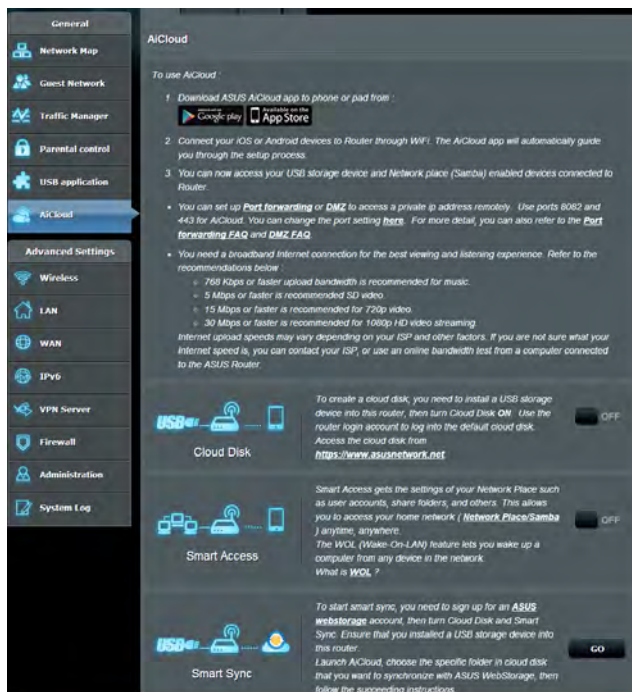 General
Network Map
Guest Network
Traffic Manager
Parental control
USB application
AiCloud
Advanced Settings
Wireless
LAN
WAN
IPv6
VPN Server
Firewall
Administration
System Log
AiCloud
To use AiCloud :
1. Download ASUS AiCloud app to phone or pad from :
Google play
Available on the
App Store
2. Connect your iOS or Android devices to Router through WiFi. The AiCloud app will automatically guide
you through the setup process.
3. You can now access your USB storage device and Network place (Samba) enabled devices connected to
Router.
• You can set up Port forwarding or DMZ to access a private ip address remotely. Use ports 8082 and
443 for AiCloud. You can change the port setting here. For more detail, you can also refer to the Port
forwarding FAQ and DMZ FAQ.
• You need a broadband Internet connection for the best viewing and listening experience. Refer to the
recommendations below :
768 Kbps or faster upload bandwidth is recommended for music.
5 Mbps or faster is recommended SD video.
15 Mbps or faster is recommended for 720p video.
30 Mbps or faster is recommended for 1080p HD video streaming.
Internet upload speeds may vary depending on your ISP and other factors. If you are not sure what your
Internet speed is, you can contact your ISP, or use an online bandwidth test from a computer connected
to the ASUS Router.
USB
Cloud Disk
To create a cloud disk, you need to install a USB storage
device into this router, then turn Cloud Disk ON. Use the
router login account to log into the default cloud disk.
Access the cloud disk from
https://www.asusnetwork.net.
OFF
Smart Access
Smart Access gets the settings of your Network Place such
as user accounts, share folders, and others. This allows
you to access your home network ( Network Place/Samba
) anytime, anywhere.
The WOL (Wake-On-LAN) feature lets you wake up a
computer from any device in the network.
What is WOL ?
OFF
USB
Smart Sync
To start smart sync, you need to sign up for an ASUS
webstorage account, then turn Cloud Disk and Smart
Sync. Ensure that you installed a USB storage device into
this router.
Launch AiCloud, choose the specific folder in cloud disk
that you want to synchronize with ASUS WebStorage, then
follow the succeeding instructions.
GO